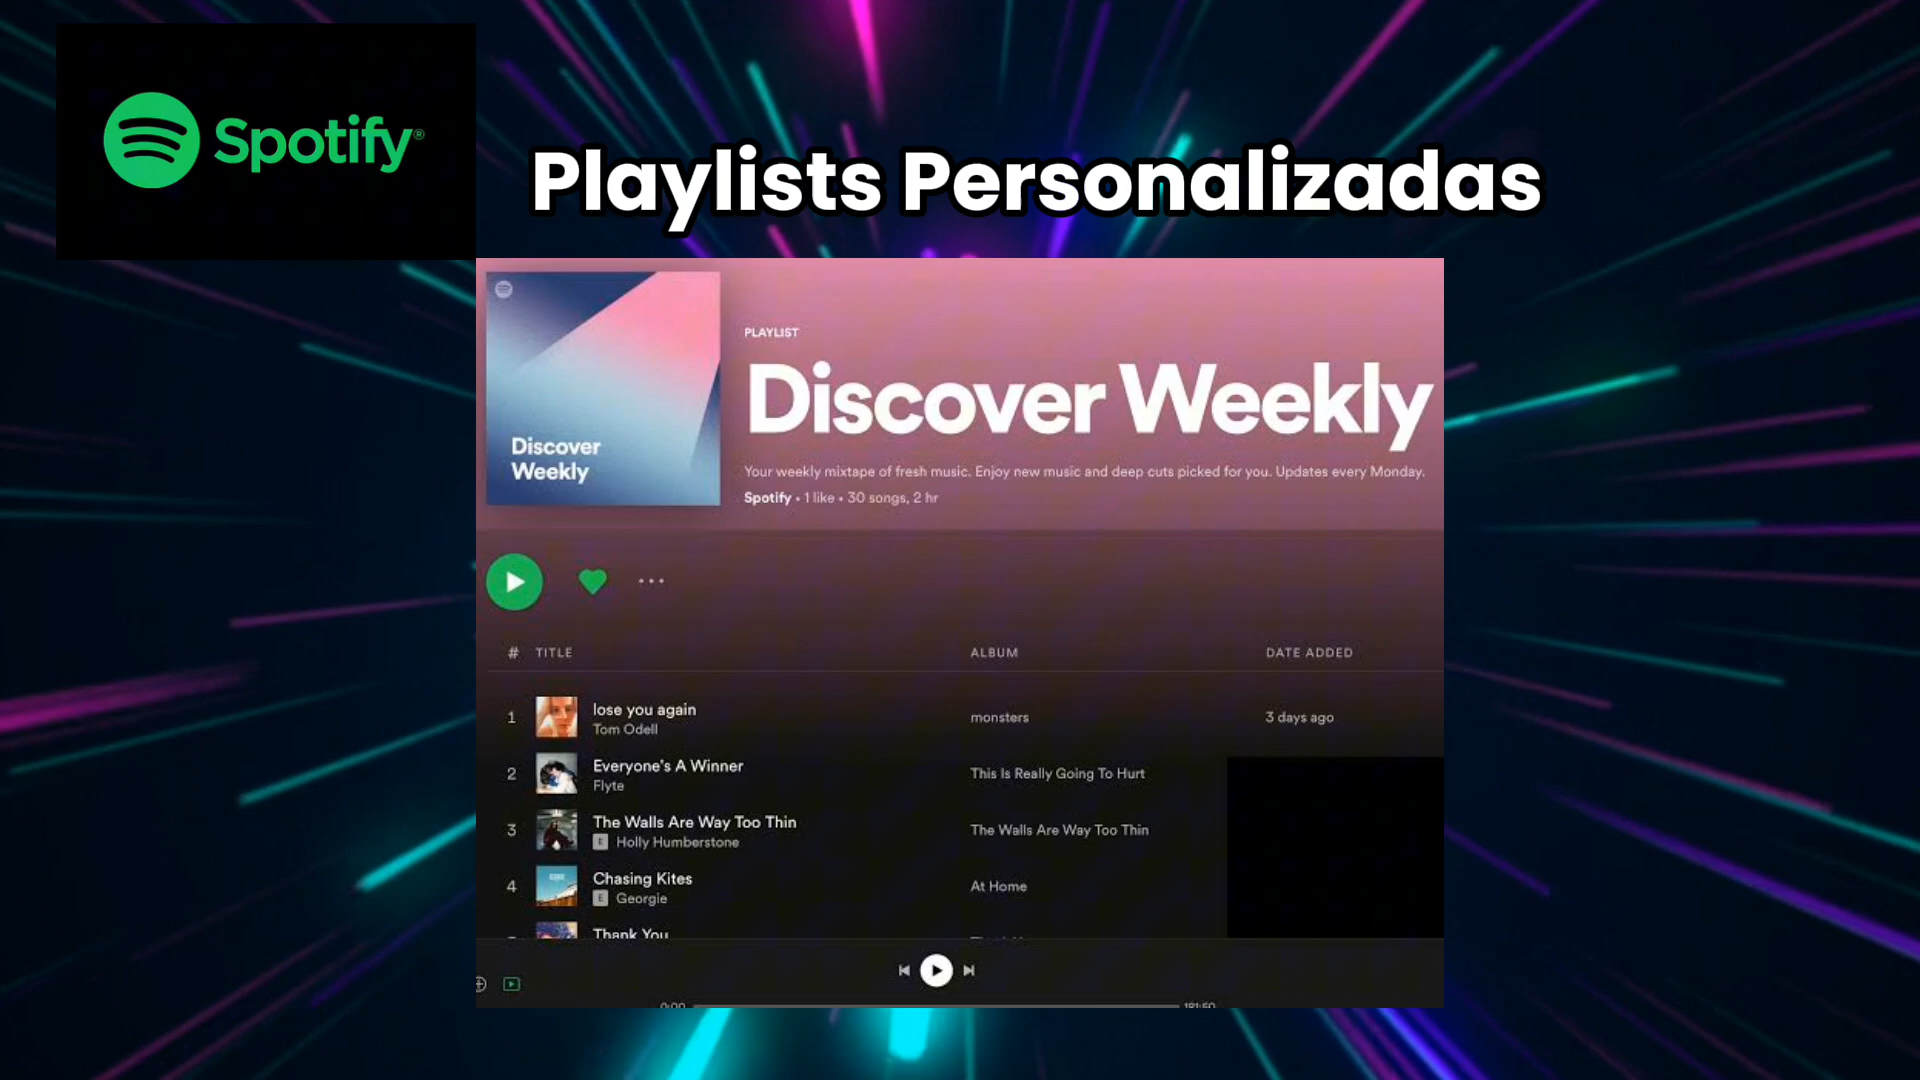 Spotify®
Playlists Personalizadas
Discover
Weekly
PLAYLIST
Discover Weekly
Your weekly mixtape of fresh music. Enjoy new music and deep cuts picked for you. Updates every Monday.
Spotify • 1 like • 30 songs, 2 hr
# TITLE ALBUM DATE ADDED
1 lose you again monsters 3 days ago
Tom Odell
2 Everyone's A Winner This Is Really Going To Hurt
Flyte
3 The Walls Are Way Too Thin The Walls Are Way Too Thin
E Holly Humberstone
4 Chasing Kites At Home
E Georgie
Thank You
0:00 181:50